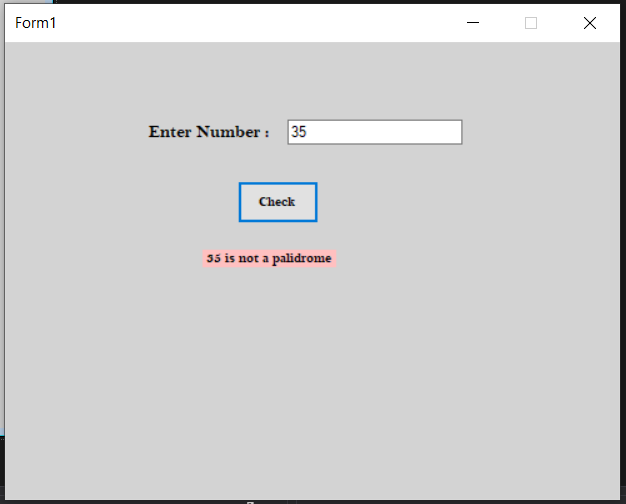 Form1
Enter Number : 35
Check
35 is not a palidrome